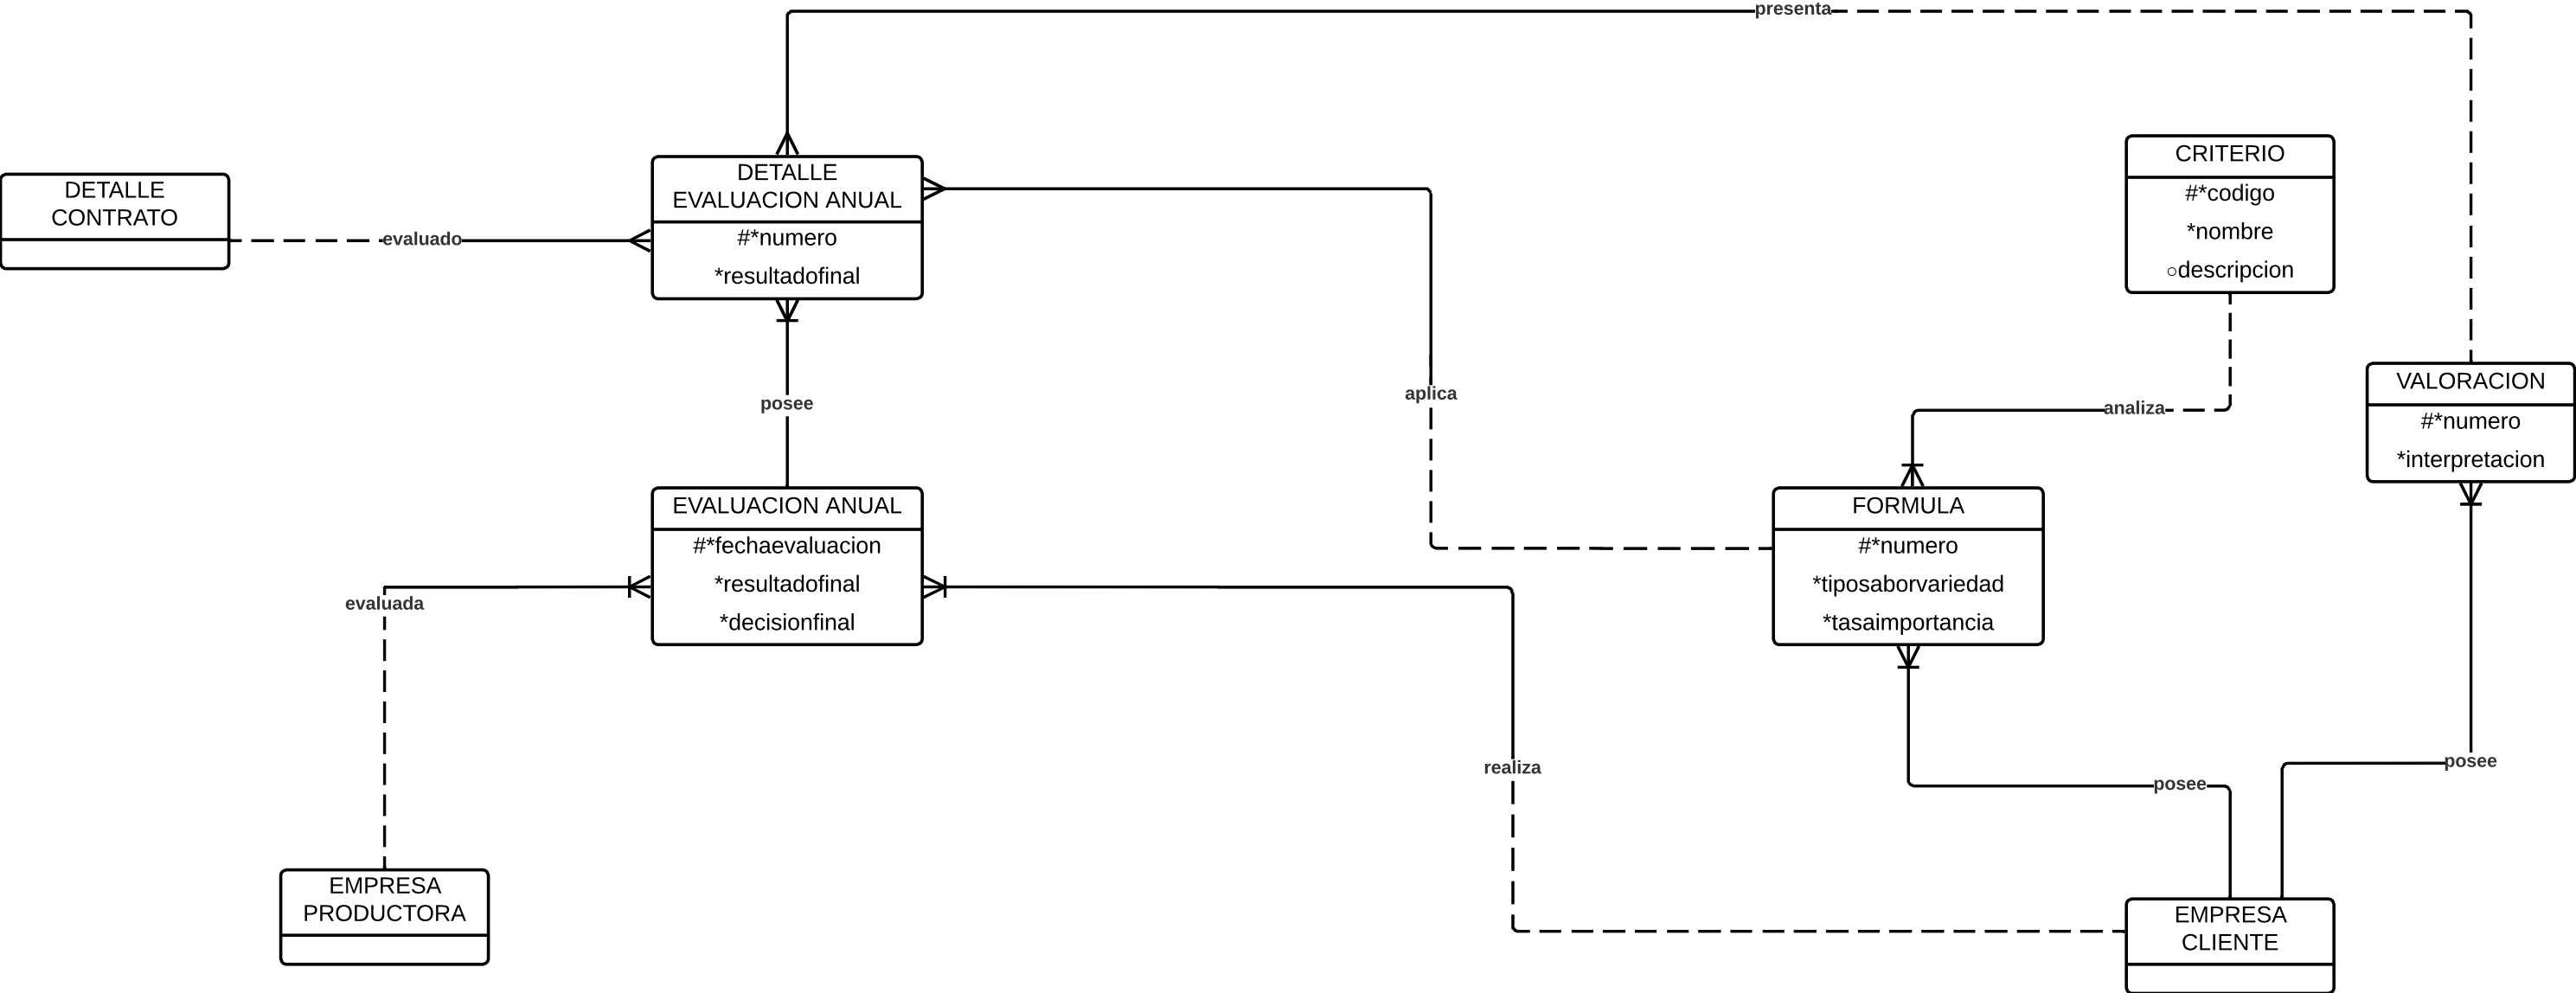 presenta
DETALLE
CONTRATO
evaluado
DETALLE
EVALUACION ANUAL
#*numero
*resultadofinal
CRITERIO
#*codigo
*nombre
○descripcion
aplica
analiza
VALORACION
#*numero
*interpretacion
posee
EVALUACION ANUAL
#*fechaevaluacion
*resultadofinal
*decisionfinal
FORMULA
#*numero
*tiposaborvariedad
*tasaimportancia
evaluada
realiza
posee
posee
EMPRESA
PRODUCTORA
EMPRESA
CLIENTE